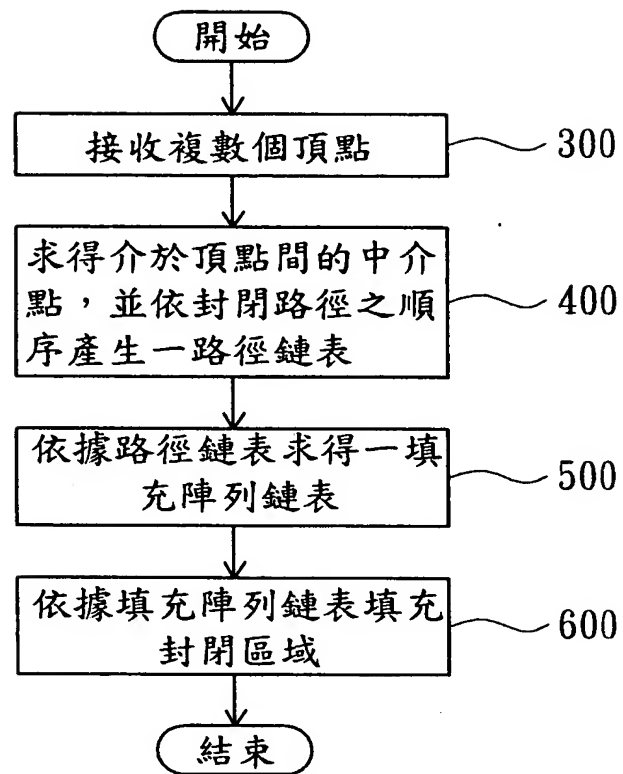 開始
接收複數個頂點
300
求得介於頂點間的中介
點，並依封閉路徑之順
序產生一路徑鏈表
400
依據路徑鏈表求得一填
充陣列鏈表
500
依據填充陣列鏈表填充
封閉區域
600
結束